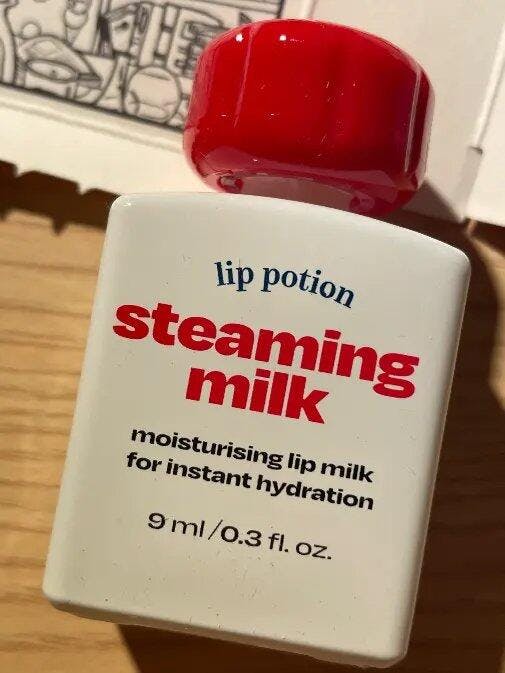 lip potion
steaming
milk
moisturising lip milk
for instant hydration
9 ml/0.3 fl. oz.